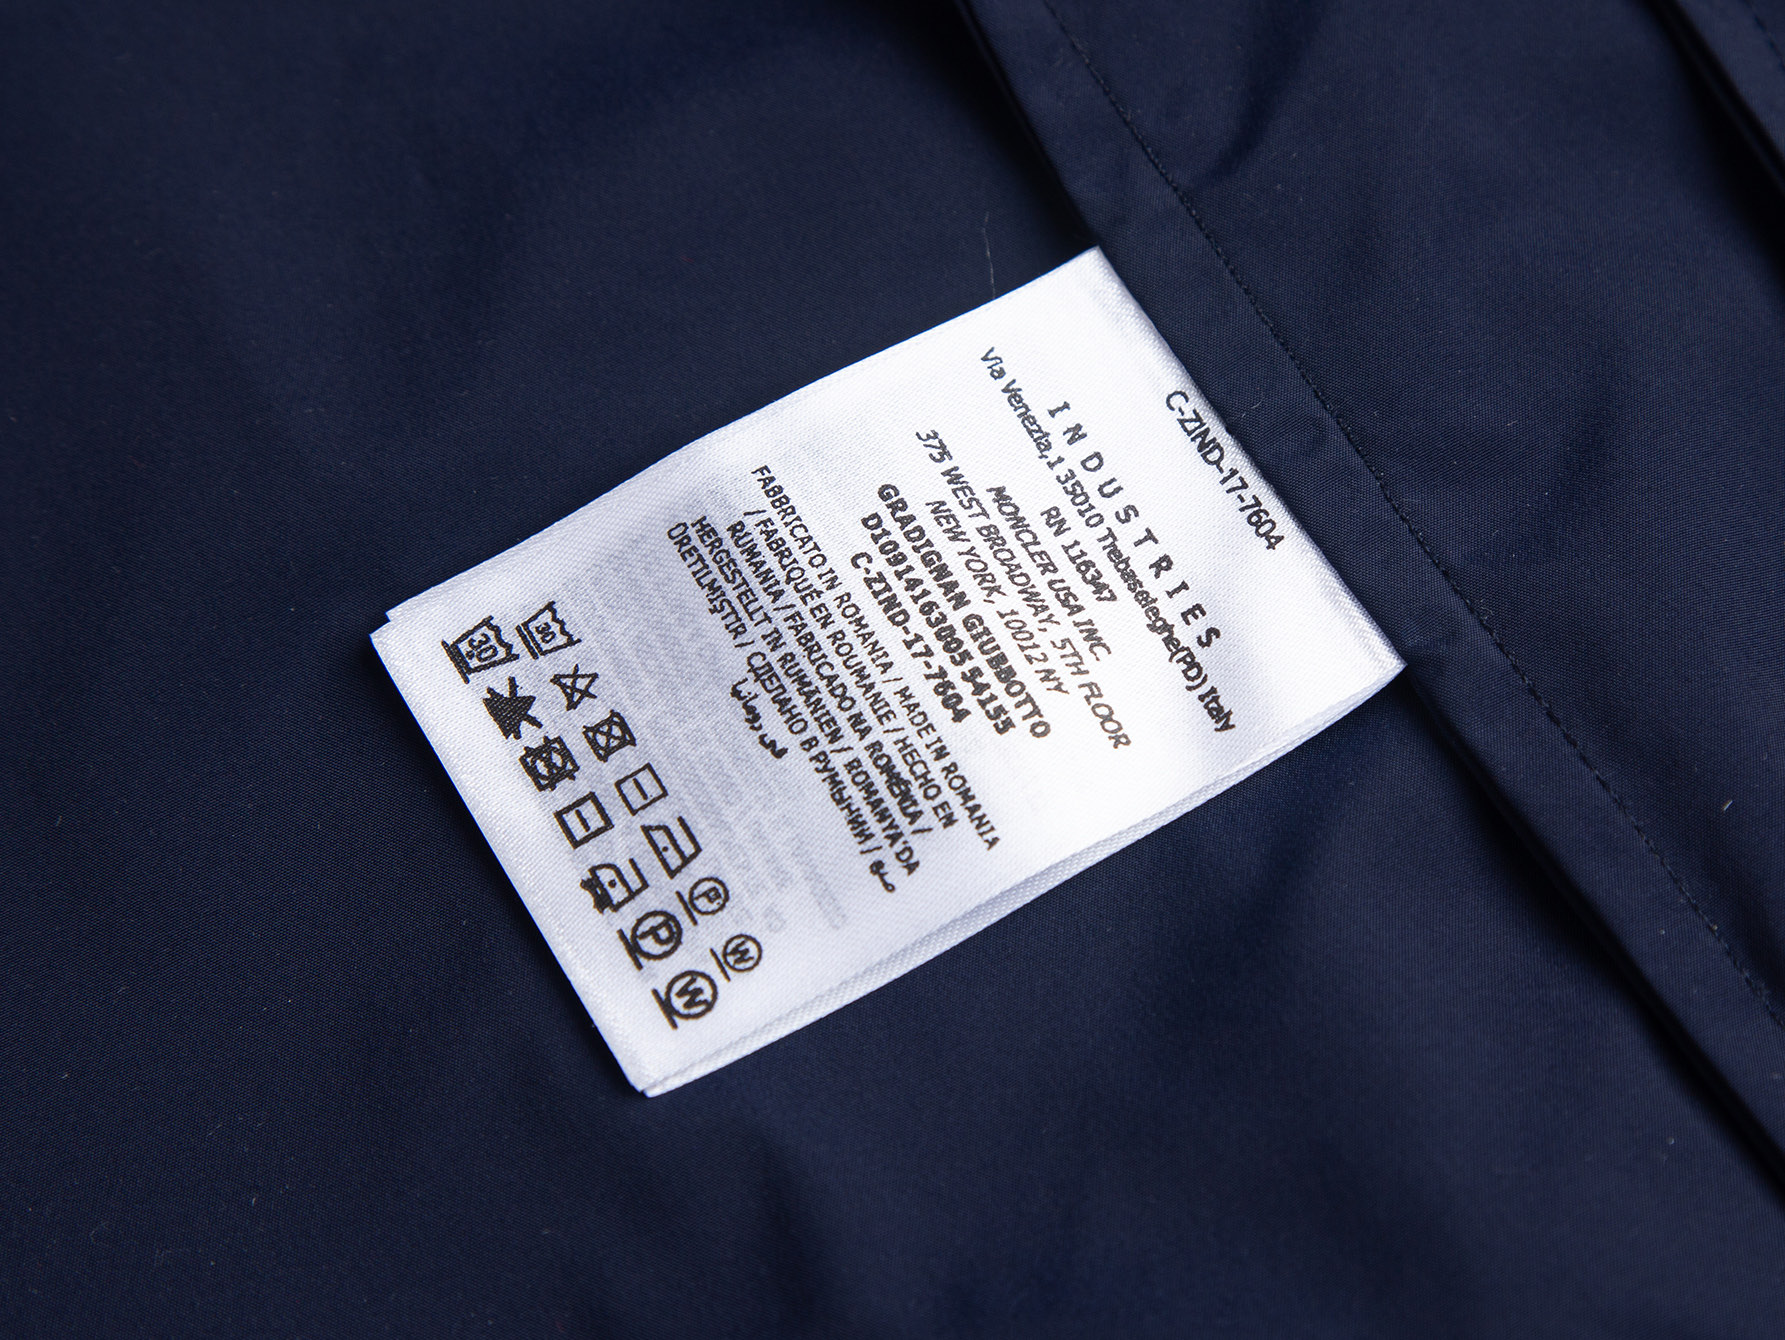 C-ZIND-17-7604
INDUSTRIES
Via Venezia,1 35010 Trebaseleghe(PD) Italy
RN 116347
MONCLER USA INC.
375 WEST BROADWAY, 5TH FLOOR
NEW YORK, 10012 NY
GRADIGNAN GIUBBOTTO
D10914163005 54155
C-ZIND-17-7604
FABBRICATO IN ROMANIA / MADE IN ROMANIA
/ FABRIQUÉ EN ROUMANIE / HECHO EN
RUMANIA / FABRICADO NA ROMÉNIA /
HERGESTELLT IN RUMÄNIEN / ROMANYA'DA
ÜRETILMIŞTIR / СДЕЛАНО В РУМЫНИИ /
30
30
P
P
W
W